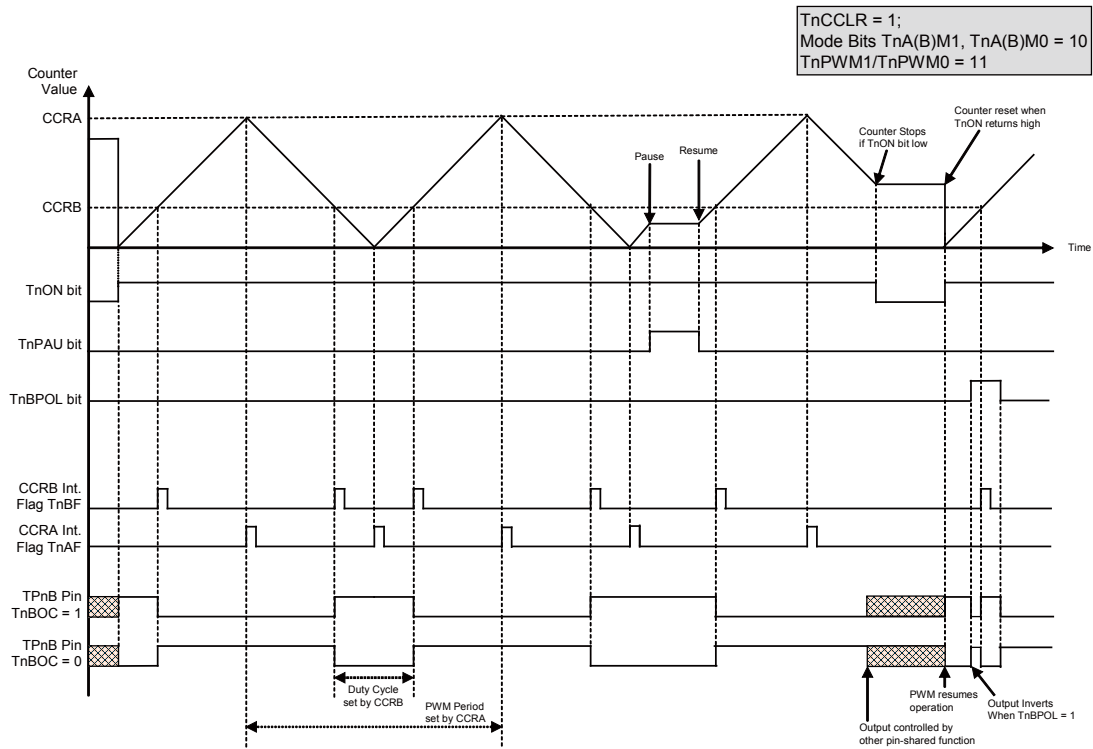 TnCCLR = 1;
Mode Bits TnA(B)M1, TnA(B)M0 = 10
TnPWM1/TnPWM0 = 11
Counter
Value
CCRA
CCRB
Pause
Resume
Counter Stops
if TnON bit low
Counter reset when
TnON returns high
Time
TnON bit
TnPAU bit
TnBPOL bit
CCRB Int.
Flag TnBF
CCRA Int.
Flag TnAF
TPnB Pin
TnBOC = 1
TPnB Pin
TnBOC = 0
Duty Cycle
set by CCRB
PWM Period
set by CCRA
Output controlled by
other pin-shared function
PWM resumes
operation
Output Inverts
When TnBPOL = 1